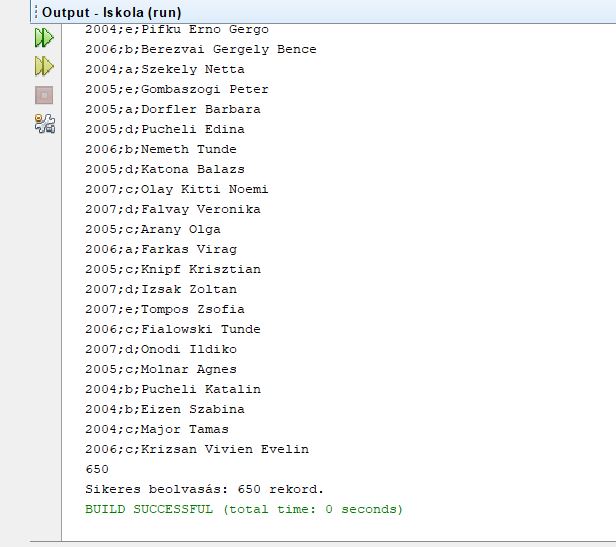 Output - Iskola (run)
2004;e;Pifku Erno Gergo
2006;b;Berezvai Gergely Bence
2004;a;Szekely Netta
2005;e;Gombaszogi Peter
2005;a;Dorfler Barbara
2005;d;Pucheli Edina
2006;b;Nemeth Tunde
2005;d;Katona Balazs
2007;c;Olay Kitti Noemi
2007;d;Falvay Veronika
2005;c;Arany Olga
2006;a;Farkas Virag
2005;c;Knipf Krisztian
2007;d;Izsak Zoltan
2007;e;Tompos Zsofia
2006;c;Fialowski Tunde
2007;d;Onodi Ildiko
2005;c;Molnar Agnes
2004;b;Pucheli Katalin
2004;b;Eizen Szabina
2004;c;Major Tamas
2006;c;Krizsan Vivien Evelin
650
Sikeres beolvasás: 650 rekord.
BUILD SUCCESSFUL (total time: 0 seconds)